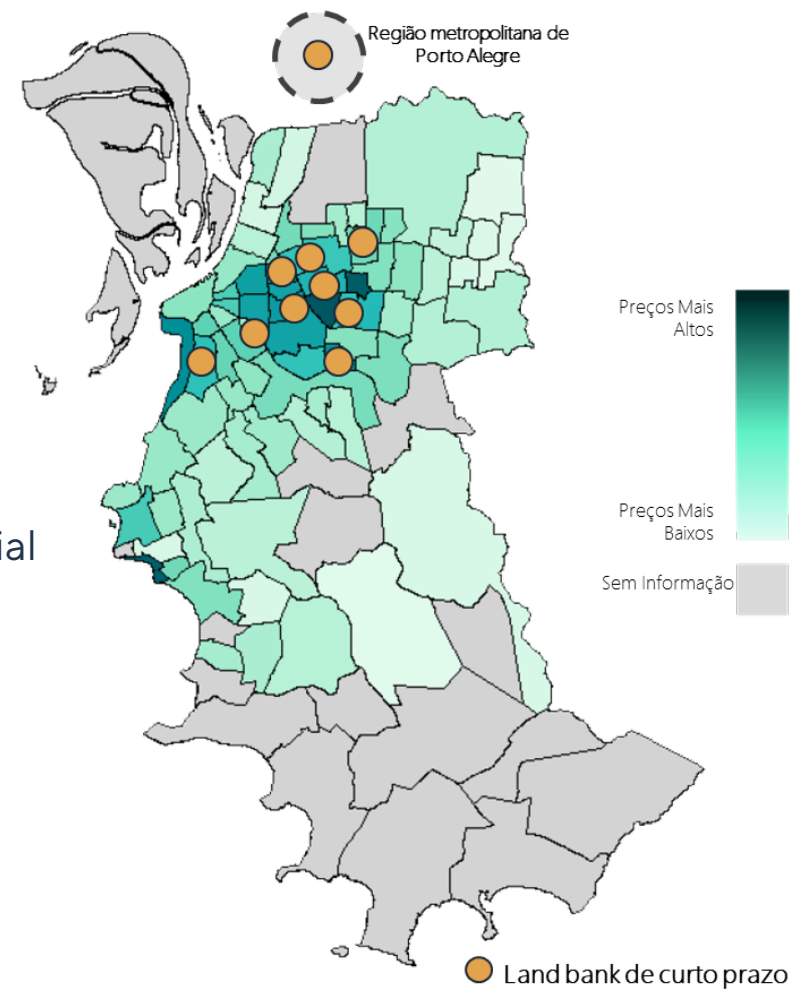 Região metropolitana de
Porto Alegre
Preços Mais
Altos
Preços Mais
Baixos
ial
Sem Informação
Land bank de curto prazo